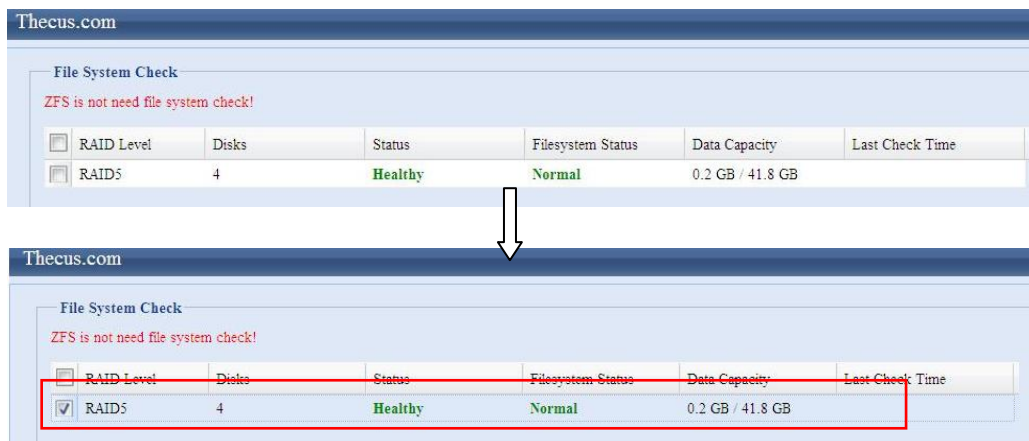 Thecus.com
File System Check
ZFS is not need file system check!
RAID Level Disks Status Filesystem Status Data Capacity Last Check Time
RAID5 4 Healthy Normal 0.2 GB / 41.8 GB
Thecus.com
File System Check
ZFS is not need file system check!
RAID Level Disks Status Filesystem Status Data Capacity Last Check Time
RAID5 4 Healthy Normal 0.2 GB / 41.8 GB